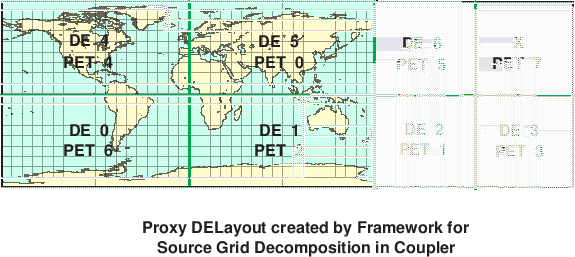 DE 4
PET 4
DE 5
PET 0
DE 6
PET 5
X
PET 7
DE 0
PET 6
DE 1
PET 2
DE 2
PET 1
DE 3
PET 3
Proxy DELayout created by Framework for
Source Grid Decomposition in Coupler